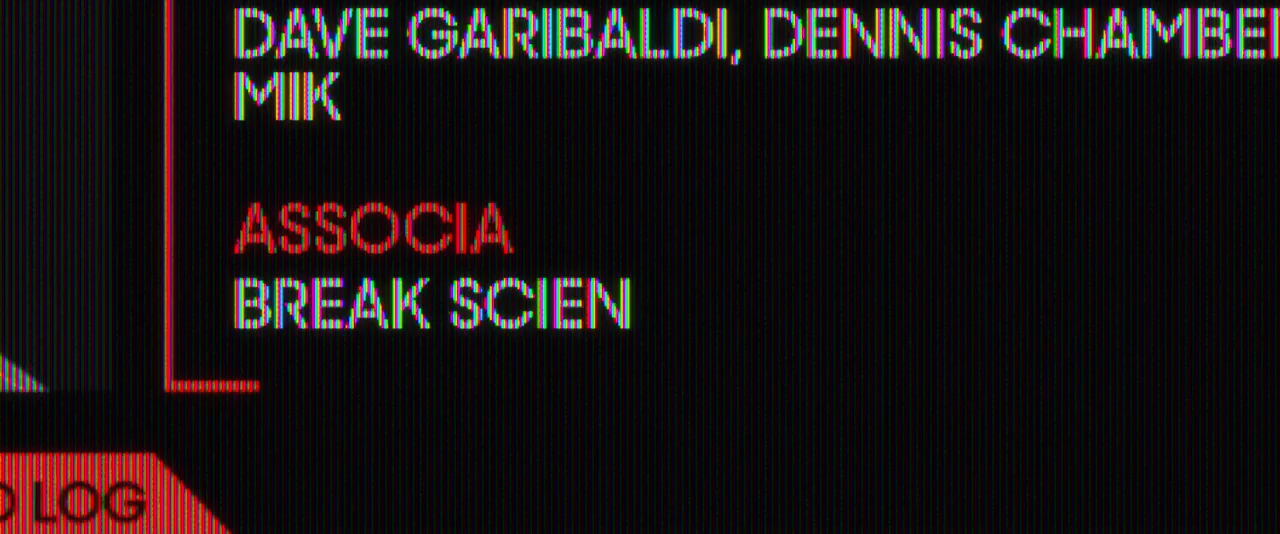 DAVE GARIBALDI, DENNIS CHAMBE
MIK
ASSOCIA
BREAK SCIEN
LOG